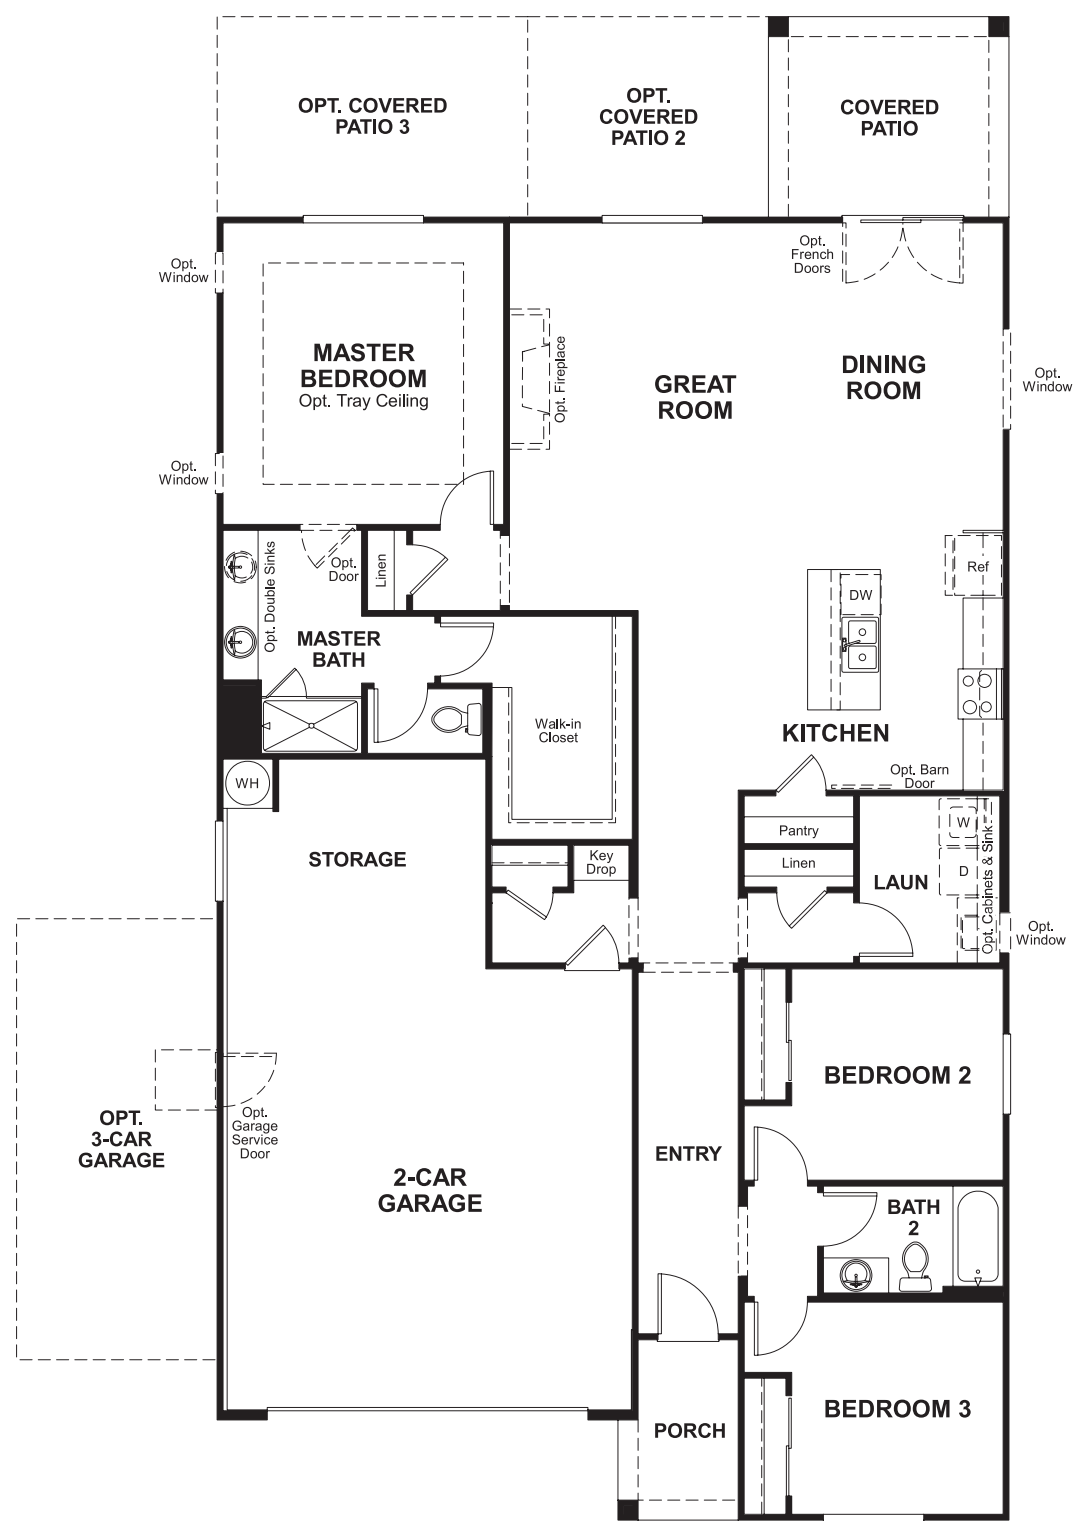 OPT. COVERED
PATIO 3
OPT.
COVERED
PATIO 2
COVERED
PATIO
Opt.
French
Doors
Opt.
Window
MASTER
BEDROOM
Opt. Tray Ceiling
Opt. Fireplace
GREAT
ROOM
DINING
ROOM
Opt.
Window
Opt.
Window
Opt. Double Sinks
Opt.
Door
Linen
Ref
DW
MASTER
BATH
Walk-in
Closet
KITCHEN
Opt. Barn
Door
WH
STORAGE
Key
Drop
Pantry
Linen
LAUN
W
D
Opt. Cabinets & Sink
Opt.
Window
BEDROOM 2
OPT.
3-CAR
GARAGE
Opt.
Garage
Service
Door
2-CAR
GARAGE
ENTRY
BATH
2
BEDROOM 3
PORCH